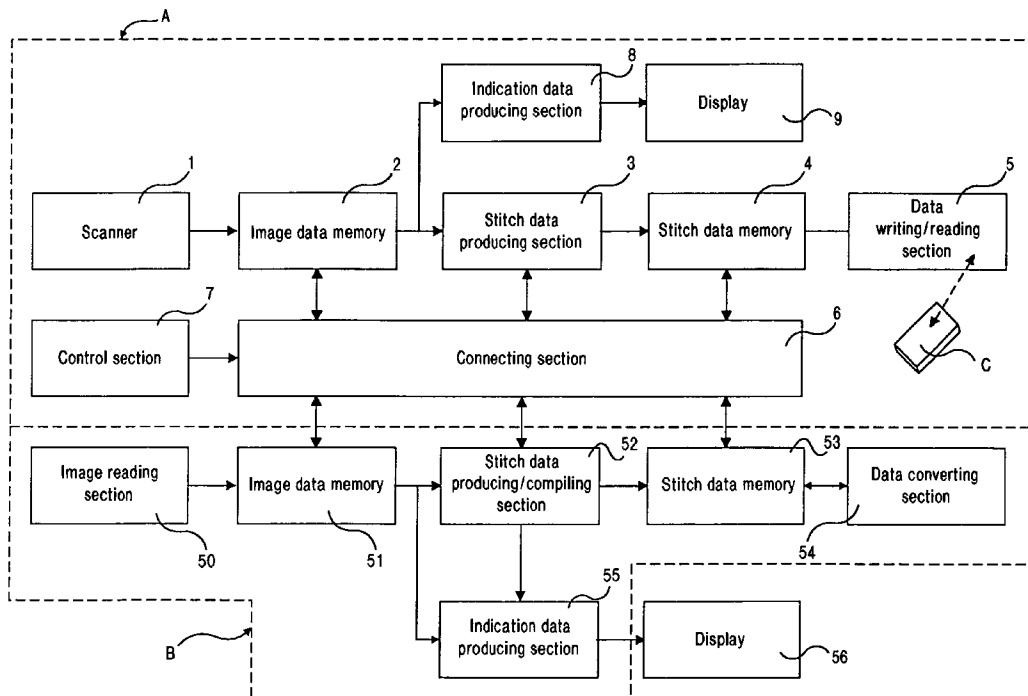 A
8
Indication data
producing section
Display
9
1
Scanner
2
Image data memory
3
Stitch data
producing section
4
Stitch data memory
5
Data
writing/reading
section
7
Control section
6
Connecting section
C
Image reading
section
50
Image data memory
51
52
Stitch data
producing/compiling
section
53
Stitch data memory
Data converting
section
54
55
Indication data
producing section
Display
56
B